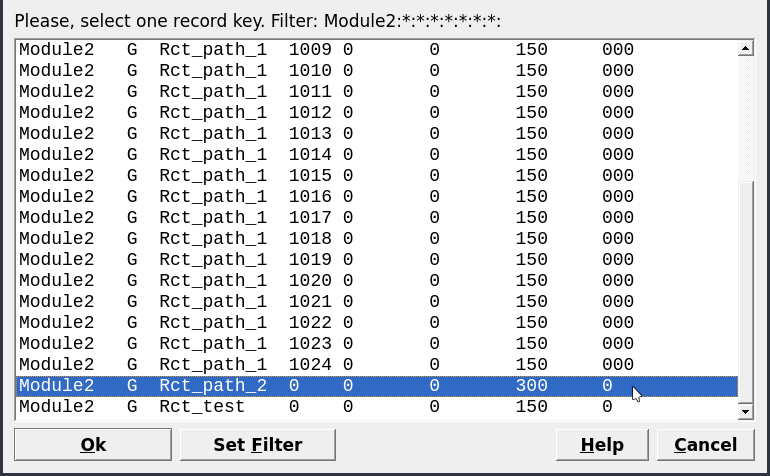 Please, select one record key. Filter: Module2:*:*:*:*:*:*:*:
Module2 G Rct_path_1 1009 0 0 150 000
Module2 G Rct_path_1 1010 0 0 150 000
Module2 G Rct_path_1 1011 0 0 150 000
Module2 G Rct_path_1 1012 0 0 150 000
Module2 G Rct_path_1 1013 0 0 150 000
Module2 G Rct_path_1 1014 0 0 150 000
Module2 G Rct_path_1 1015 0 0 150 000
Module2 G Rct_path_1 1016 0 0 150 000
Module2 G Rct_path_1 1017 0 0 150 000
Module2 G Rct_path_1 1018 0 0 150 000
Module2 G Rct_path_1 1019 0 0 150 000
Module2 G Rct_path_1 1020 0 0 150 000
Module2 G Rct_path_1 1021 0 0 150 000
Module2 G Rct_path_1 1022 0 0 150 000
Module2 G Rct_path_1 1023 0 0 150 000
Module2 G Rct_path_1 1024 0 0 150 000
Module2 G Rct_path_2 0 0 0 300 0
Module2 G Rct_test 0 0 0 150 0
Ok Set Filter Help Cancel